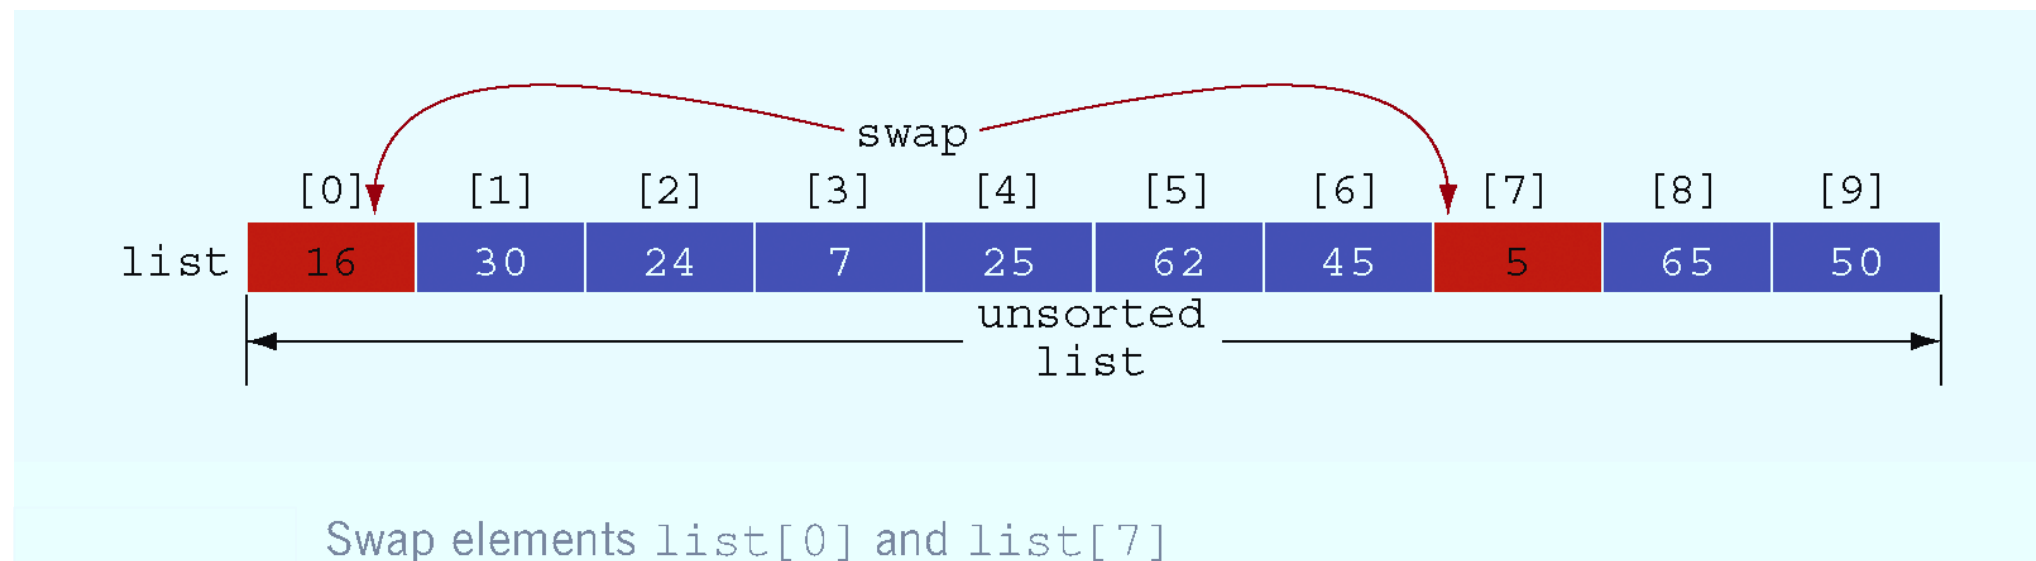 swap
[0] [1] [2] [3] [4] [5] [6] [7] [8] [9]
list 16 30 24 7 25 62 45 5 65 50
unsorted
list
Swap elements list[0] and list[7]